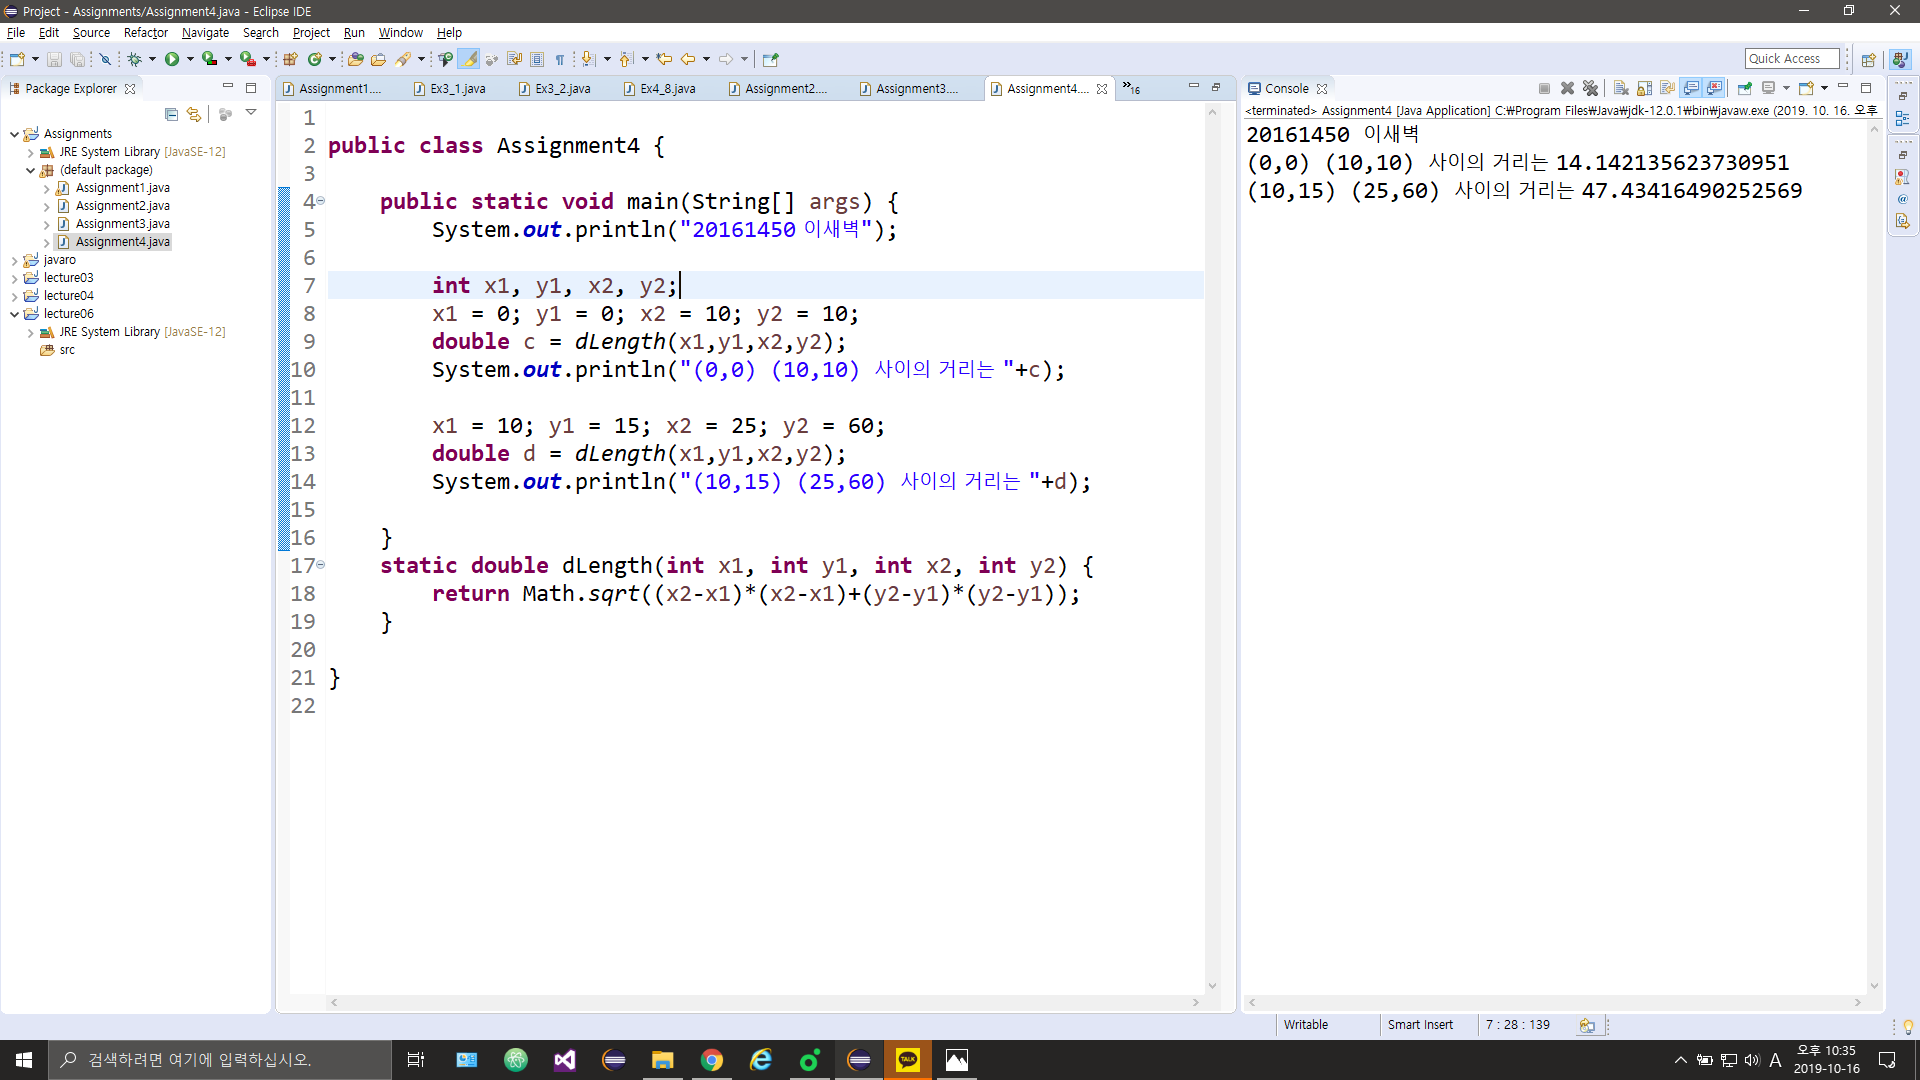 Project - Assignments/Assignment4.java - Eclipse IDE
File Edit Source Refactor Navigate Search Project Run Window Help
Quick Access
Package Explorer
Assignments
JRE System Library [JavaSE-12]
(default package)
Assignment1.java
Assignment2.java
Assignment3.java
Assignment4.java
javaro
lecture03
lecture04
lecture06
JRE System Library [JavaSE-12]
src
Assignment1.... Ex3_1.java Ex3_2.java Ex4_8.java Assignment2.... Assignment3.... Assignment4.... »16
1
2 public class Assignment4 {
3
4 public static void main(String[] args) {
5 System.out.println("20161450 이새벽");
6
7 int x1, y1, x2, y2;
8 x1 = 0; y1 = 0; x2 = 10; y2 = 10;
9 double c = dLength(x1,y1,x2,y2);
10 System.out.println("(0,0) (10,10) 사이의 거리는 "+c);
11
12 x1 = 10; y1 = 15; x2 = 25; y2 = 60;
13 double d = dLength(x1,y1,x2,y2);
14 System.out.println("(10,15) (25,60) 사이의 거리는 "+d);
15
16 }
17 static double dLength(int x1, int y1, int x2, int y2) {
18 return Math.sqrt((x2-x1)*(x2-x1)+(y2-y1)*(y2-y1));
19 }
20
21 }
22
Console
<terminated> Assignment4 [Java Application] C:₩Program Files₩Java₩jdk-12.0.1₩bin₩javaw.exe (2019. 10. 16. 오후
20161450 이새벽
(0,0) (10,10) 사이의 거리는 14.142135623730951
(10,15) (25,60) 사이의 거리는 47.43416490252569
Writable Smart Insert 7 : 28 : 139
검색하려면 여기에 입력하십시오.
TALK
A
오후 10:35
2019-10-16